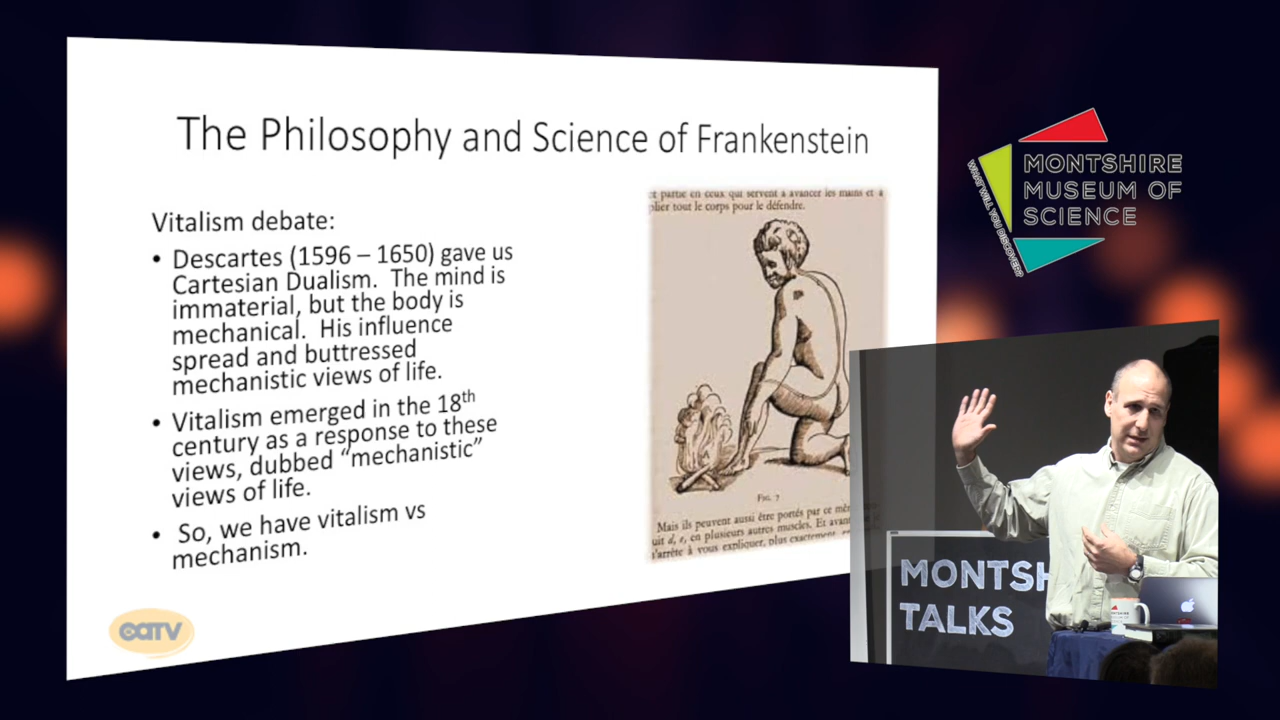 The Philosophy and Science of Frankenstein
Vitalism debate:
• Descartes (1596 – 1650) gave us
Cartesian Dualism. The mind is
immaterial, but the body is
mechanical. His influence
spread and buttressed
mechanistic views of life.
• Vitalism emerged in the 18th
century as a response to these
views, dubbed “mechanistic”
views of life.
• So, we have vitalism vs
mechanism.
t partie en ceux qui servent a avancer les mains et a
plier tout le corps pour le défendre.
A
FIG. 7
Mais ils peuvent aussi être portés par ce mê
uit d, e, en plusieurs autres muscles. Et avant
s'arrête à vous expliquer, plus exactement
CATV
WHAT WILL YOU DISCOVER?
MONTSHIRE
MUSEUM OF
SCIENCE
MONTSH
TALKS